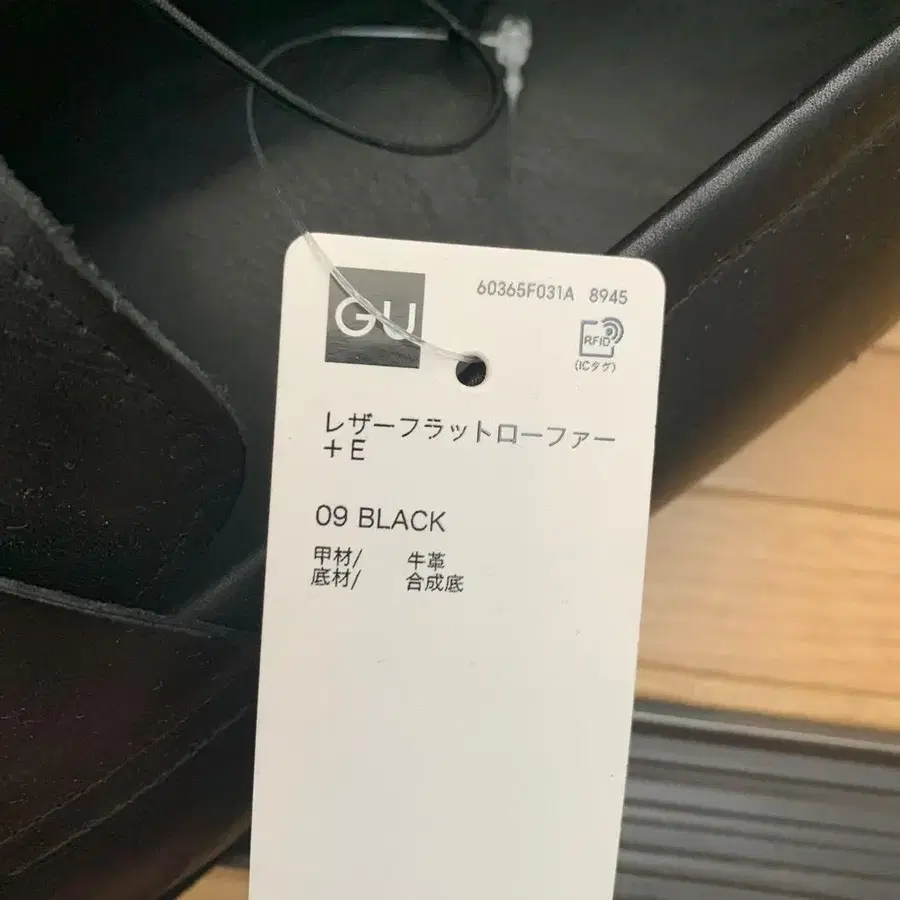 GU
60365F031A 8945
RFID
(ICタグ)
レザーフラットローファー
+E
09 BLACK
甲材/ 牛革
底材/ 合成底